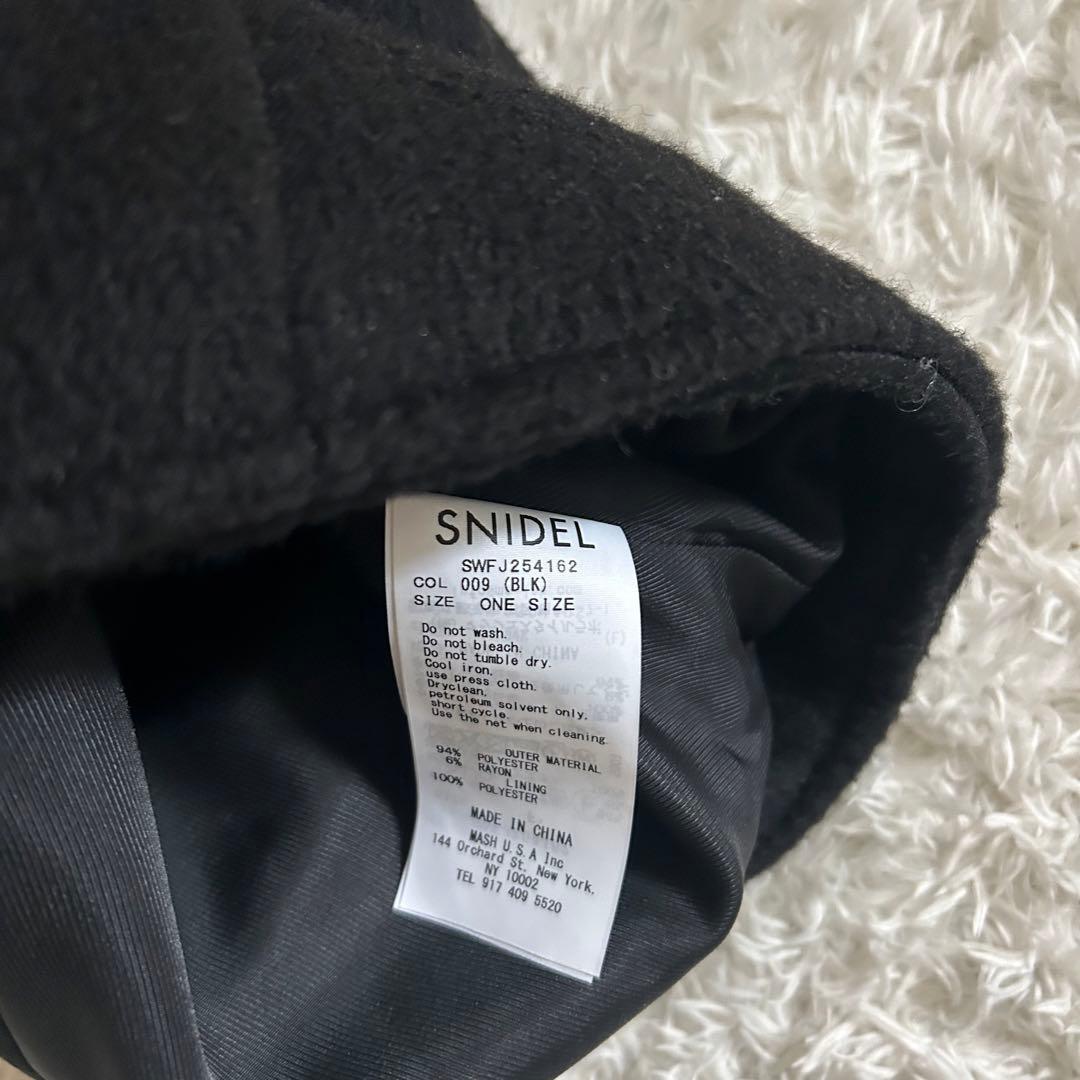 SNIDEL
SWFJ254162
COL 009 (BLK)
SIZE ONE SIZE
Do not wash.
Do not bleach.
Do not tumble dry.
Cool iron.
use press cloth.
Dryclean.
petroleum solvent only,
short cycle.
Use the net when cleaning.
OUTER MATERIAL
94% POLYESTER
6% RAYON
LINING
100% POLYESTER
MADE IN CHINA
MASH U.S.A Inc
144 Orchard St. New York,
NY 10002
TEL 917 409 5520